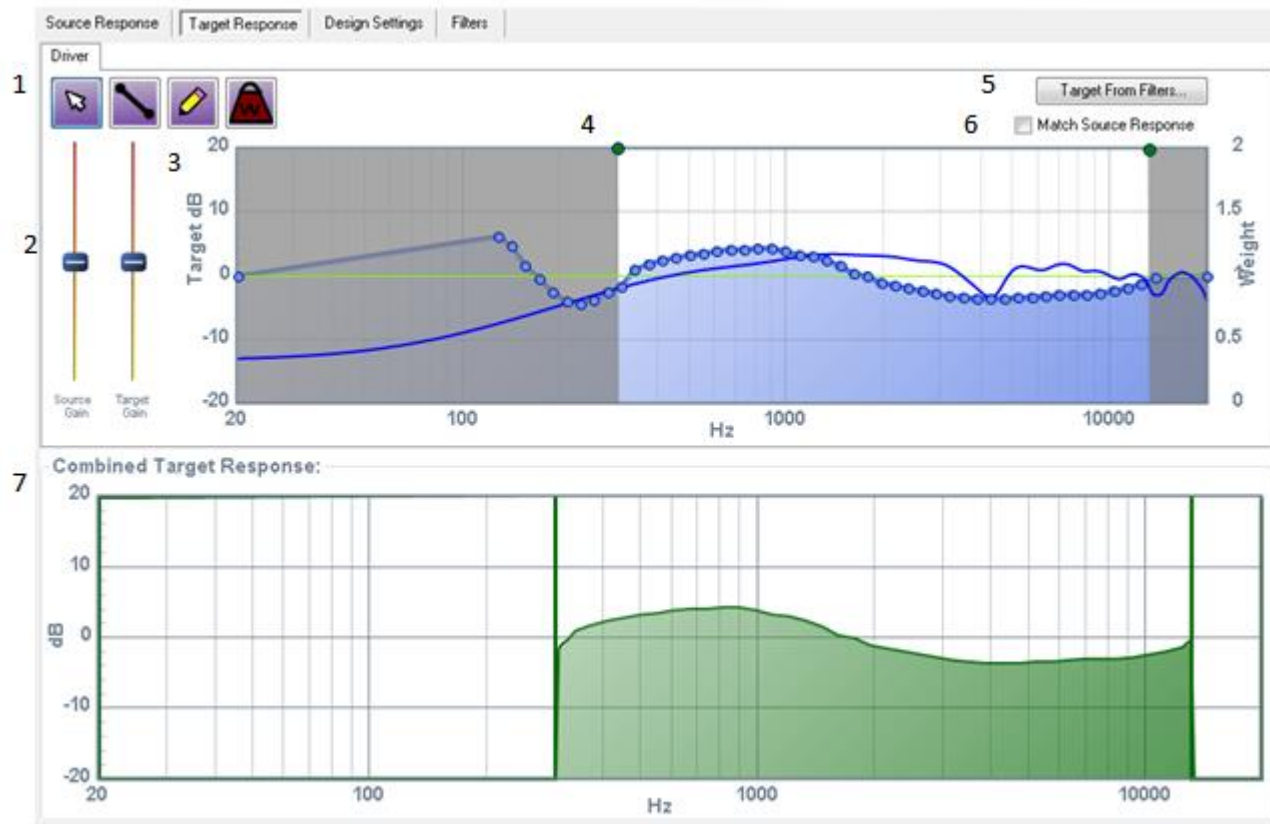 Source Response Target Response Design Settings Filters
Driver
1
5 Target From Filters...
4 6 Match Source Response
20 2
3
10 1.5
2 Target dB Weight
0 1
-10 0.5
Source Gain
Target Gain
-20 0
20 100 1000 10000
Hz
Combined Target Response:
7
20
10
dB
0
-10
-20
20 100 1000 10000
Hz